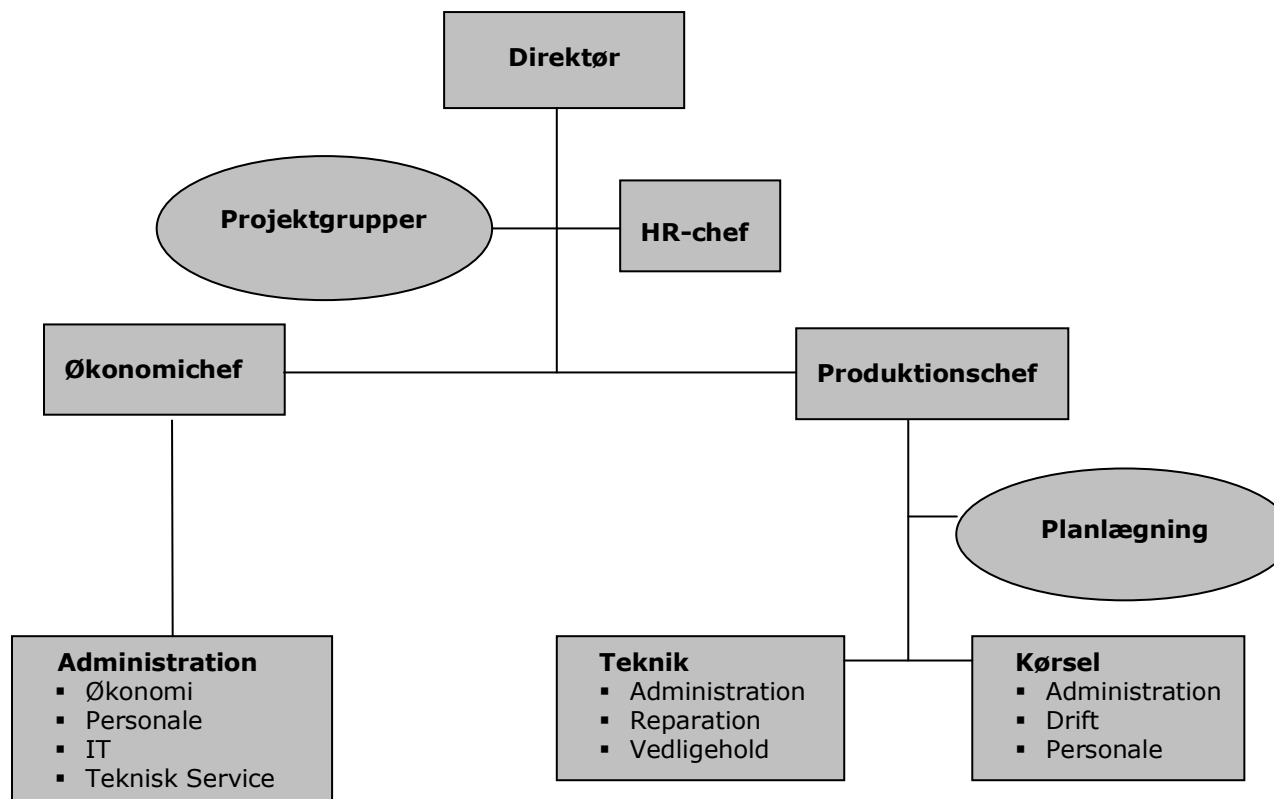 Direktør
Projektgrupper
HR-chef
Økonomichef
Produktionschef
Planlægning
Administration
▪ Økonomi
▪ Personale
▪ IT
▪ Teknisk Service
Teknik
▪ Administration
▪ Reparation
▪ Vedligehold
Kørsel
▪ Administration
▪ Drift
▪ Personale